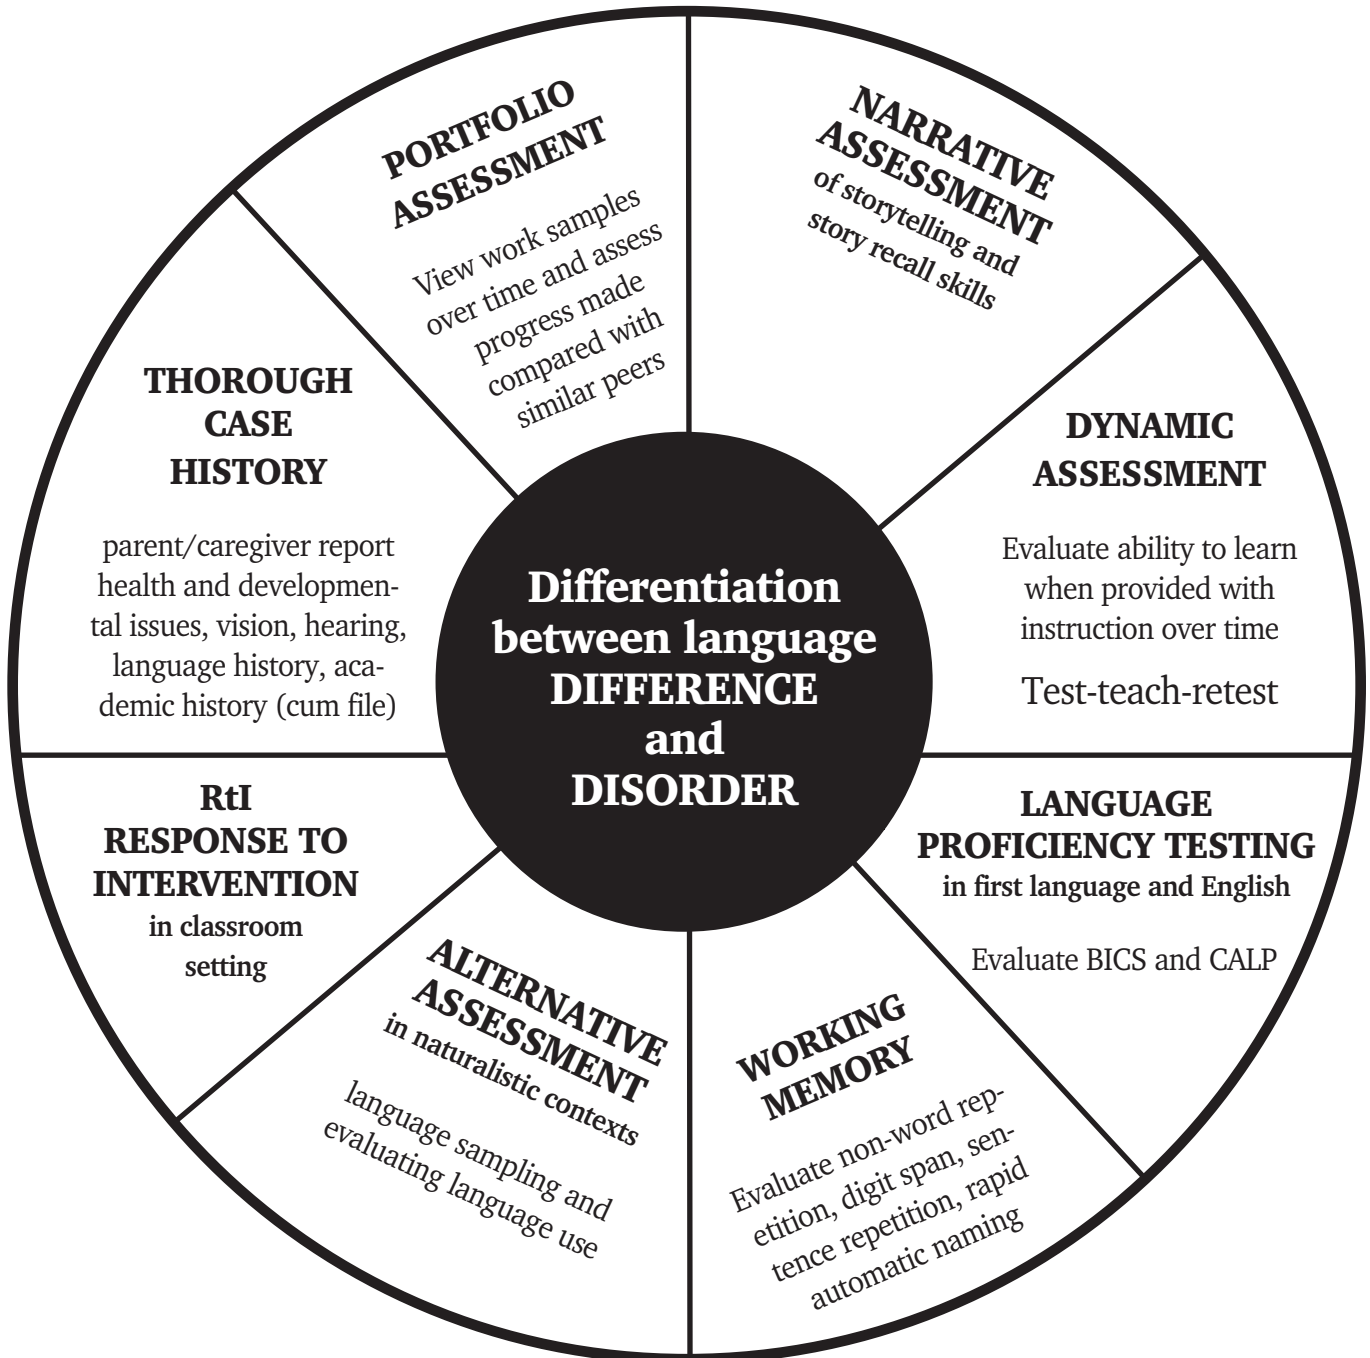 PORTFOLIO
ASSESSMENT
View work samples
over time and assess
progress made
compared with
similar peers
NARRATIVE
ASSESSMENT
of storytelling and
story recall skills
THOROUGH
CASE
HISTORY
parent/caregiver report
health and developmen-
tal issues, vision, hearing,
language history, aca-
demic history (cum file)
DYNAMIC
ASSESSMENT
Evaluate ability to learn
when provided with
instruction over time
Test-teach-retest
Differentiation
between language
DIFFERENCE
and
DISORDER
RtI
RESPONSE TO
INTERVENTION
in classroom
setting
LANGUAGE
PROFICIENCY TESTING
in first language and English
Evaluate BICS and CALP
ALTERNATIVE
ASSESSMENT
in naturalistic contexts
language sampling and
evaluating language use
WORKING
MEMORY
Evaluate non-word rep-
etition, digit span, sen-
tence repetition, rapid
automatic naming